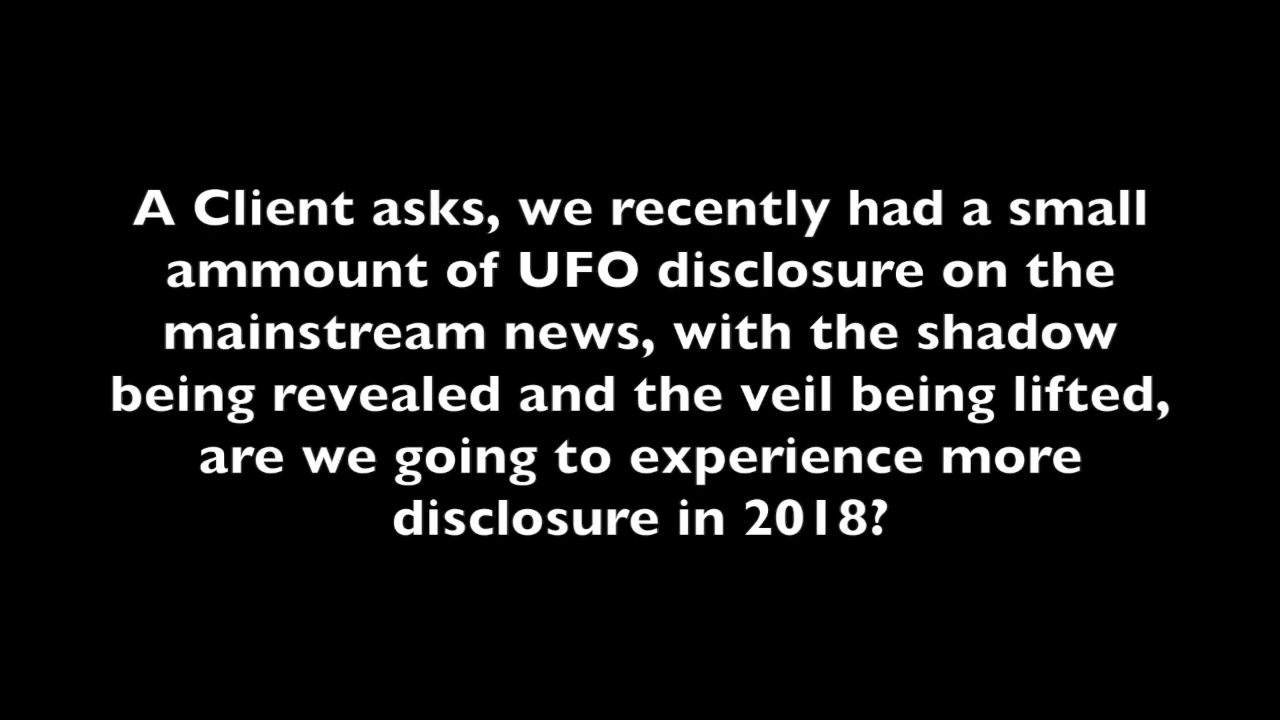 A Client asks, we recently had a small
ammount of UFO disclosure on the
mainstream news, with the shadow
being revealed and the veil being lifted,
are we going to experience more
disclosure in 2018?